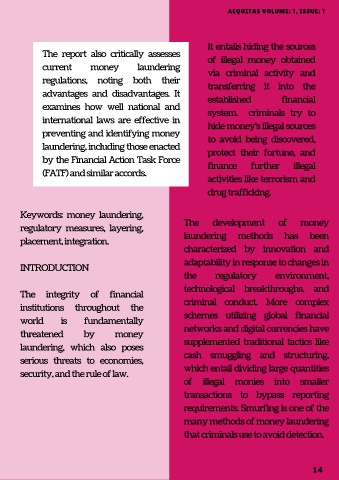 AEQUITAS VOLUME: 1, ISSUE: 1
The report also critically assesses
current money laundering
regulations, noting both their
advantages and disadvantages. It
examines how well national and
international laws are effective in
preventing and identifying money
laundering, including those enacted
by the Financial Action Task Force
(FATF) and similar accords.
Keywords: money laundering,
regulatory measures, layering,
placement, integration.
INTRODUCTION
The integrity of financial
institutions throughout the
world is fundamentally
threatened by money
laundering, which also poses
serious threats to economies,
security, and the rule of law.
It entails hiding the sources
of illegal money obtained
via criminal activity and
transferring it into the
established financial
system. criminals try to
hide money's illegal sources
to avoid being discovered,
protect their fortune, and
finance further illegal
activities like terrorism and
drug trafficking.
The development of money
laundering methods has been
characterized by innovation and
adaptability in response to changes in
the regulatory environment,
technological breakthroughs, and
criminal conduct. More complex
schemes utilizing global financial
networks and digital currencies have
supplemented traditional tactics like
cash smuggling and structuring,
which entail dividing large quantities
of illegal monies into smaller
transactions to bypass reporting
requirements. Smurfing is one of the
many methods of money laundering
that criminals use to avoid detection,
14